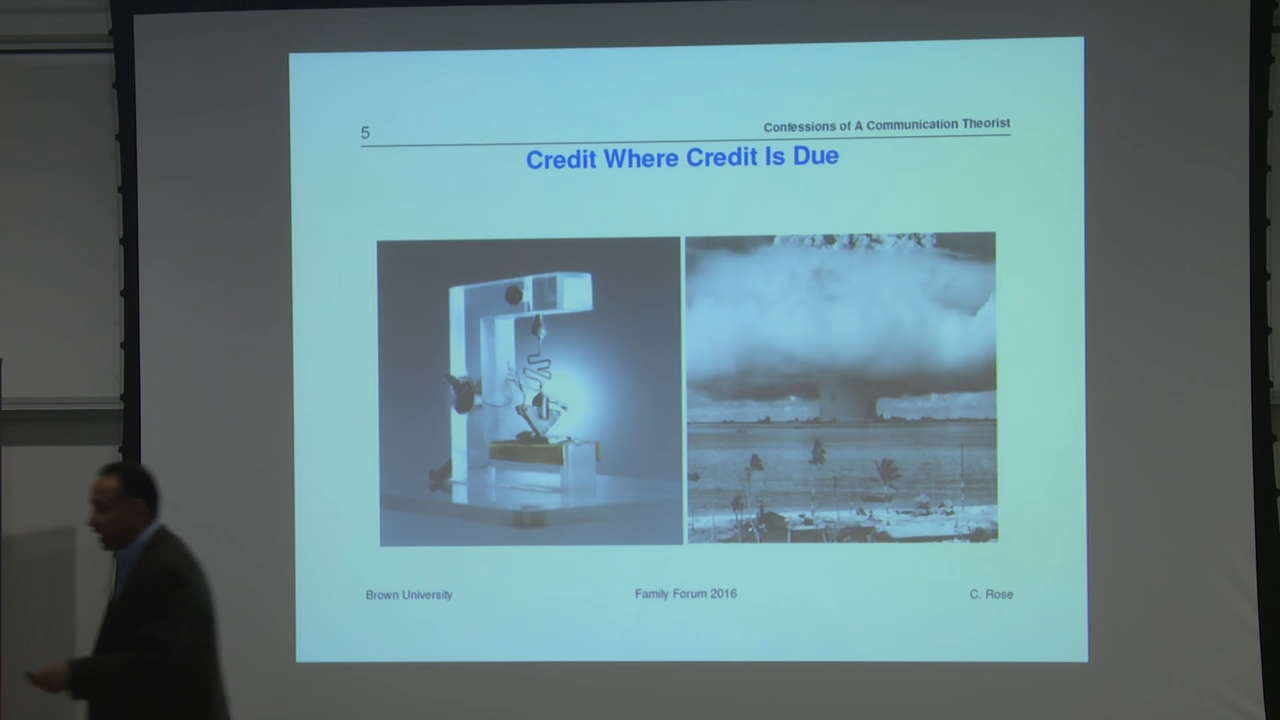 5
Confessions of A Communication Theorist
Credit Where Credit Is Due
Brown University
Family Forum 2016
C. Rose